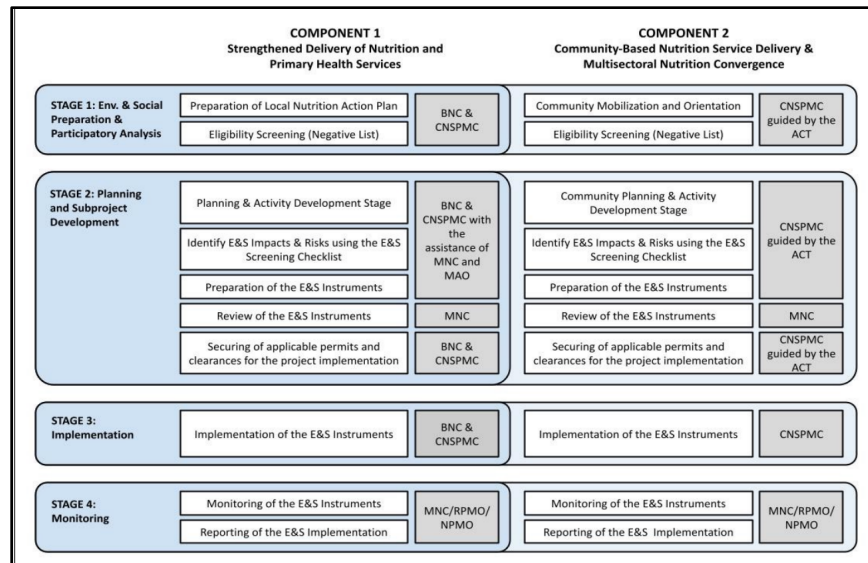 COMPONENT 1
Strengthened Delivery of Nutrition and
Primary Health Services
COMPONENT 2
Community-Based Nutrition Service Delivery &
Multisectoral Nutrition Convergence
STAGE 1: Env. & Social
Preparation &
Participatory Analysis
Preparation of Local Nutrition Action Plan
Eligibility Screening (Negative List)
BNC &
CNSPMC
Community Mobilization and Orientation
Eligibility Screening (Negative List)
CNSPMC
guided by the
ACT
STAGE 2: Planning
and Subproject
Development
Planning & Activity Development Stage
Identify E&S Impacts & Risks using the E&S
Screening Checklist
Preparation of the E&S Instruments
BNC &
CNSPMC with
the
assistance of
MNC and
MAO
Review of the E&S Instruments
MNC
Securing of applicable permits and
clearances for the project implementation
BNC &
CNSPMC
Community Planning & Activity
Development Stage
Identify E&S Impacts & Risks using the E&S
Screening Checklist
Preparation of the E&S Instruments
CNSPMC
guided by the
ACT
Review of the E&S Instruments
MNC
Securing of applicable permits and
clearances for the project implementation
CNSPMC
guided by the
ACT
STAGE 3:
Implementation
Implementation of the E&S Instruments
BNC &
CNSPMC
Implementation of the E&S Instruments
CNSPMC
STAGE 4:
Monitoring
Monitoring of the E&S Instruments
Reporting of the E&S Implementation
MNC/RPMO/
NPMO
Monitoring of the E&S Instruments
Reporting of the E&S Implementation
MNC/RPMO/
NPMO